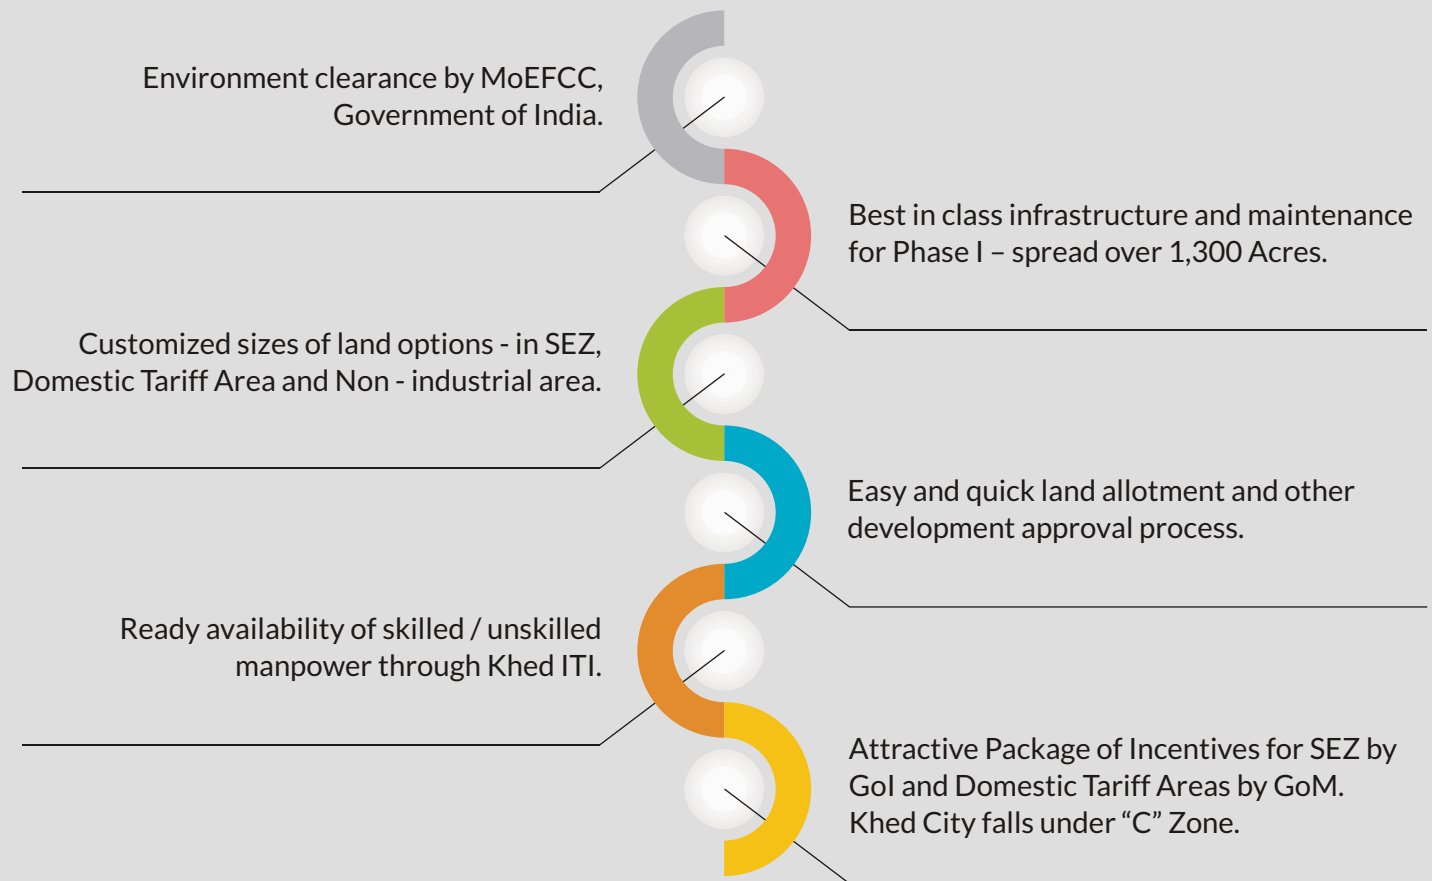 Environment clearance by MoEFCC,
Government of India.
Best in class infrastructure and maintenance
for Phase I – spread over 1,300 Acres.
Customized sizes of land options - in SEZ,
Domestic Tariff Area and Non - industrial area.
Easy and quick land allotment and other
development approval process.
Ready availability of skilled / unskilled
manpower through Khed ITI.
Attractive Package of Incentives for SEZ by
GoI and Domestic Tariff Areas by GoM.
Khed City falls under “C” Zone.